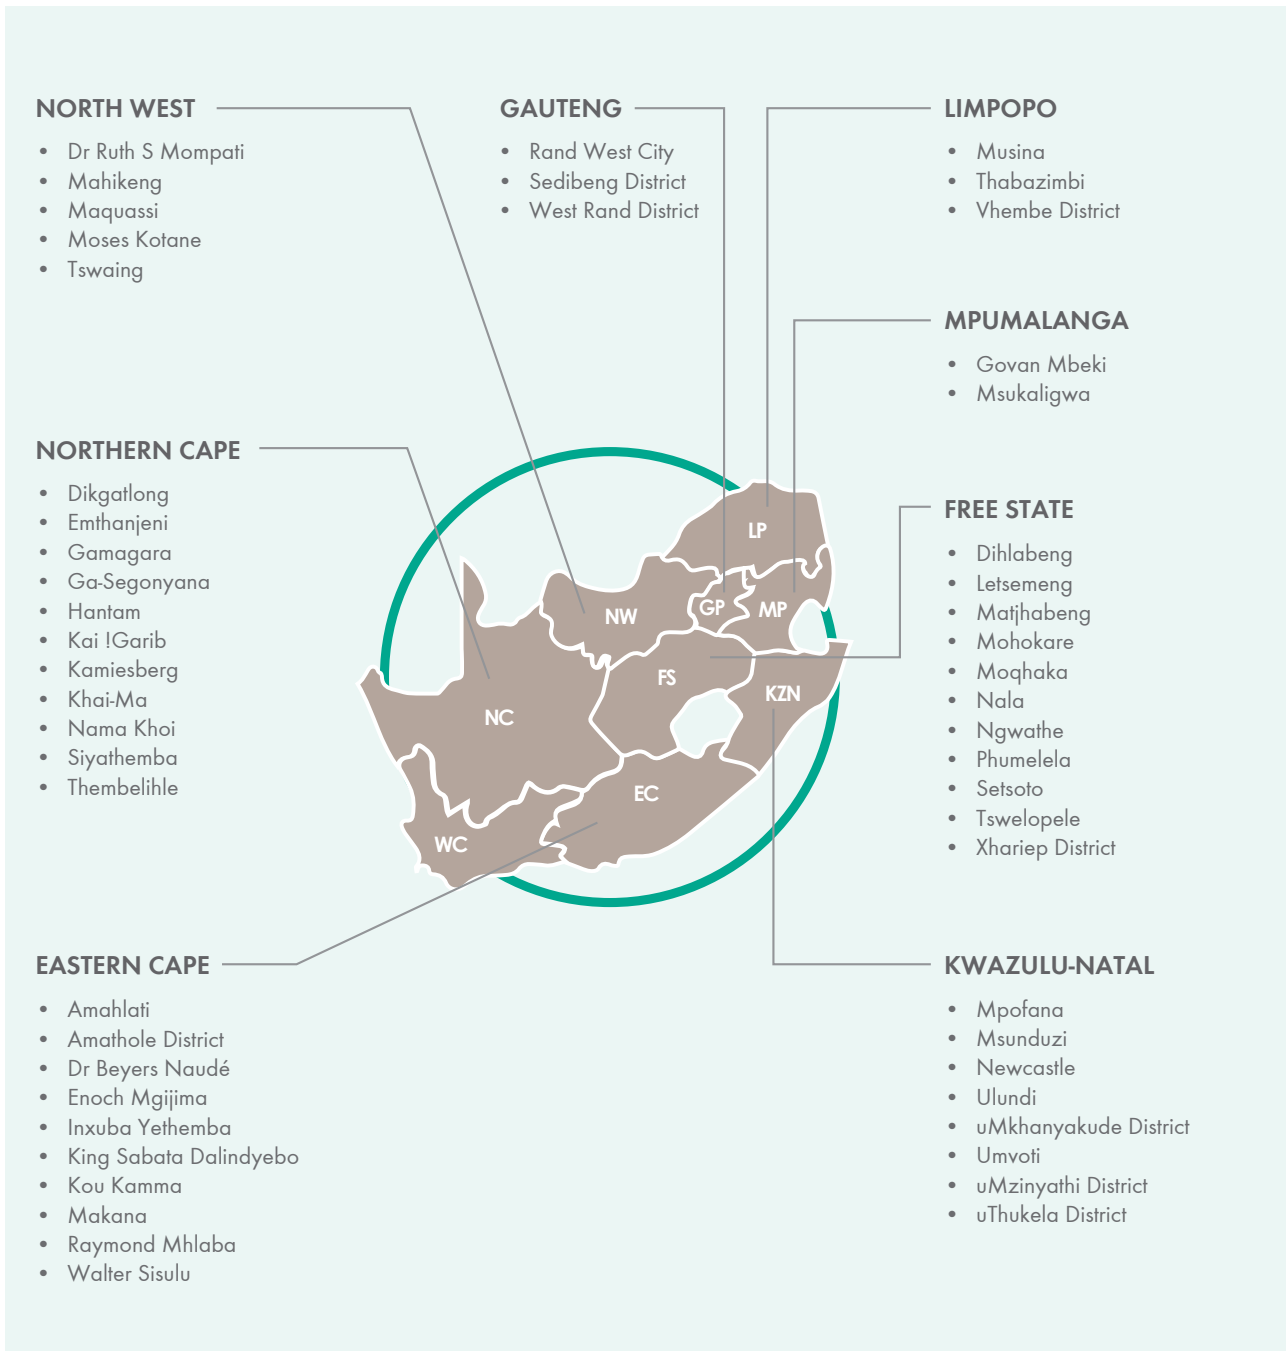 NORTH WEST
• Dr Ruth S Mompati
• Mahikeng
• Maquassi
• Moses Kotane
• Tswaing
GAUTENG
• Rand West City
• Sedibeng District
• West Rand District
LIMPOPO
• Musina
• Thabazimbi
• Vhembe District
MPUMALANGA
• Govan Mbeki
• Msukaligwa
NORTHERN CAPE
• Dikgatlong
• Emthanjeni
• Gamagara
• Ga-Segonyana
• Hantam
• Kai !Garib
• Kamiesberg
• Khai-Ma
• Nama Khoi
• Siyathemba
• Thembelihle
LP
NW
GP
MP
FS
KZN
NC
EC
WC
FREE STATE
• Dihlabeng
• Letsemeng
• Matjhabeng
• Mohokare
• Moqhaka
• Nala
• Ngwathe
• Phumelela
• Setsoto
• Tswelopele
• Xhariep District
EASTERN CAPE
• Amahlati
• Amathole District
• Dr Beyers Naudé
• Enoch Mgijima
• Inxuba Yethemba
• King Sabata Dalindyebo
• Kou Kamma
• Makana
• Raymond Mhlaba
• Walter Sisulu
KWAZULU-NATAL
• Mpofana
• Msunduzi
• Newcastle
• Ulundi
• uMkhanyakude District
• Umvoti
• uMzinyathi District
• uThukela District